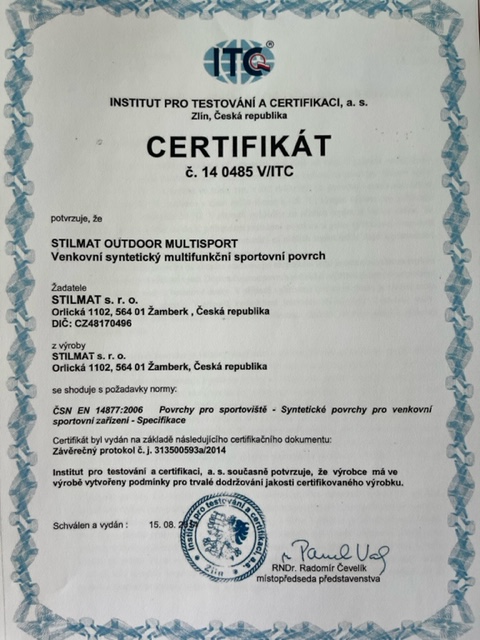 ITC®
INSTITUT PRO TESTOVÁNÍ A CERTIFIKACI, a. s.
Zlín, Česká republika
CERTIFIKÁT
č. 14 0485 V/ITC
potvrzuje, že
STILMAT OUTDOOR MULTISPORT
Venkovní syntetický multifunkční sportovní povrch
Žadatele
STILMAT s. r. o.
Orlická 1102, 564 01 Žamberk , Česká republika
DIČ: CZ48170496
z výroby
STILMAT s. r. o.
Orlická 1102, 564 01 Žamberk, Česká republika
se shoduje s požadavky normy:
ČSN EN 14877:2006 Povrchy pro sportoviště - Syntetické povrchy pro venkovní
sportovní zařízení - Specifikace
Certifikát byl vydán na základě následujícího certifikačního dokumentu:
Závěrečný protokol č. j. 313500593a/2014
Institut pro testování a certifikaci, a. s. současně potvrzuje, že výrobce má ve
výrobě vytvořeny podmínky pro trvalé dodržování jakosti certifikovaného výrobku.
Schválen a vydán : 15. 08.
Institut pro testování a certifikaci, a. s.
RNDr. Radomír Čevelík
místopředseda představenstva